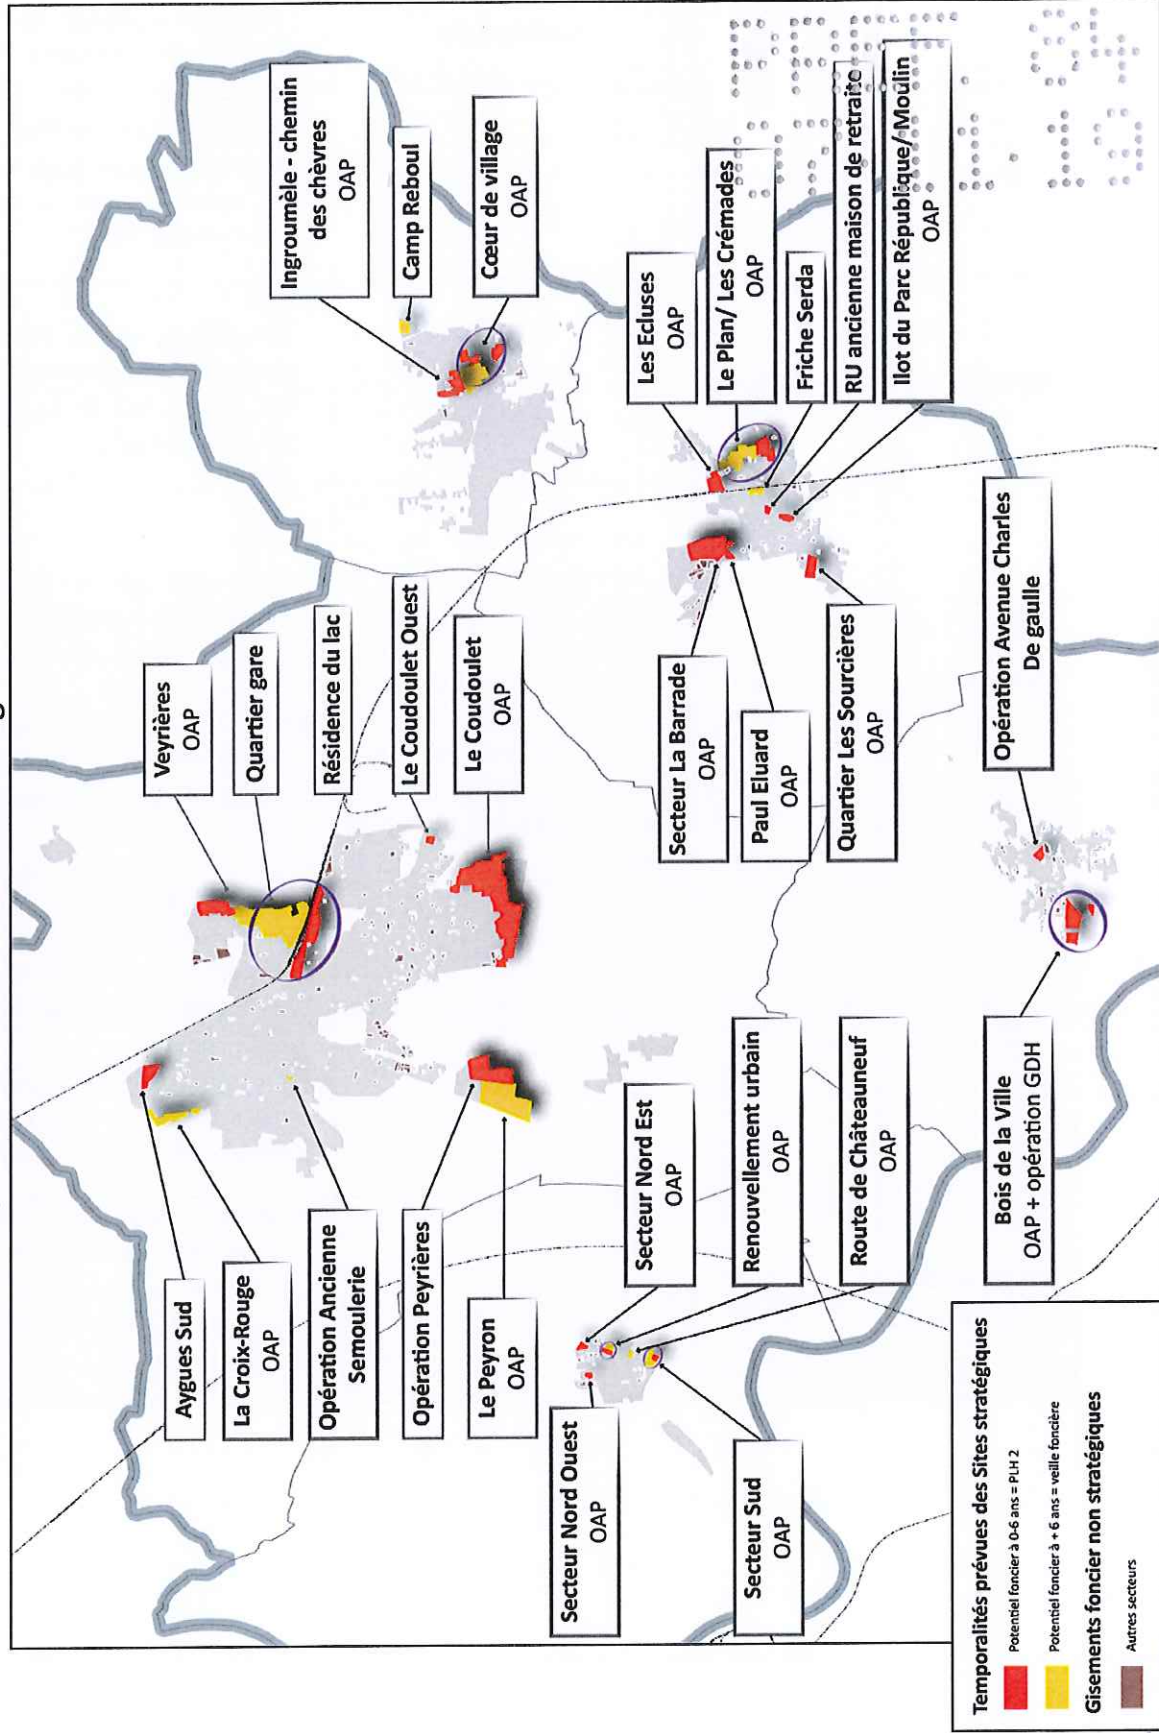 Veyrières
OAP
Quartier gare
Résidence du lac
Le Coudoulet Ouest
Le Coudoulet
OAP
Ingroumèle - chemin
des chèvres
OAP
Camp Reboul
Cœur de village
OAP
Aygues Sud
La Croix-Rouge
OAP
Opération Ancienne
Semoulerie
Opération Peyrières
Le Peyron
OAP
Les Ecluses
OAP
Le Plan/ Les Crémades
OAP
Friche Serda
RU ancienne maison de retraite
Ilot du Parc République/Moulin
OAP
Secteur La Barrade
OAP
Paul Eluard
OAP
Quartier Les Sourcières
OAP
Secteur Nord Est
OAP
Renouvellement urbain
OAP
Route de Châteauneuf
OAP
Secteur Nord Ouest
OAP
Secteur Sud
OAP
Opération Avenue Charles
De gaulle
Bois de la Ville
OAP + opération GDH
Temporalités prévues des Sites stratégiques
Potentiel foncier à 0-6 ans = PLH 2
Potentiel foncier à + 6 ans = veille foncière
Gisements foncier non stratégiques
Autres secteurs